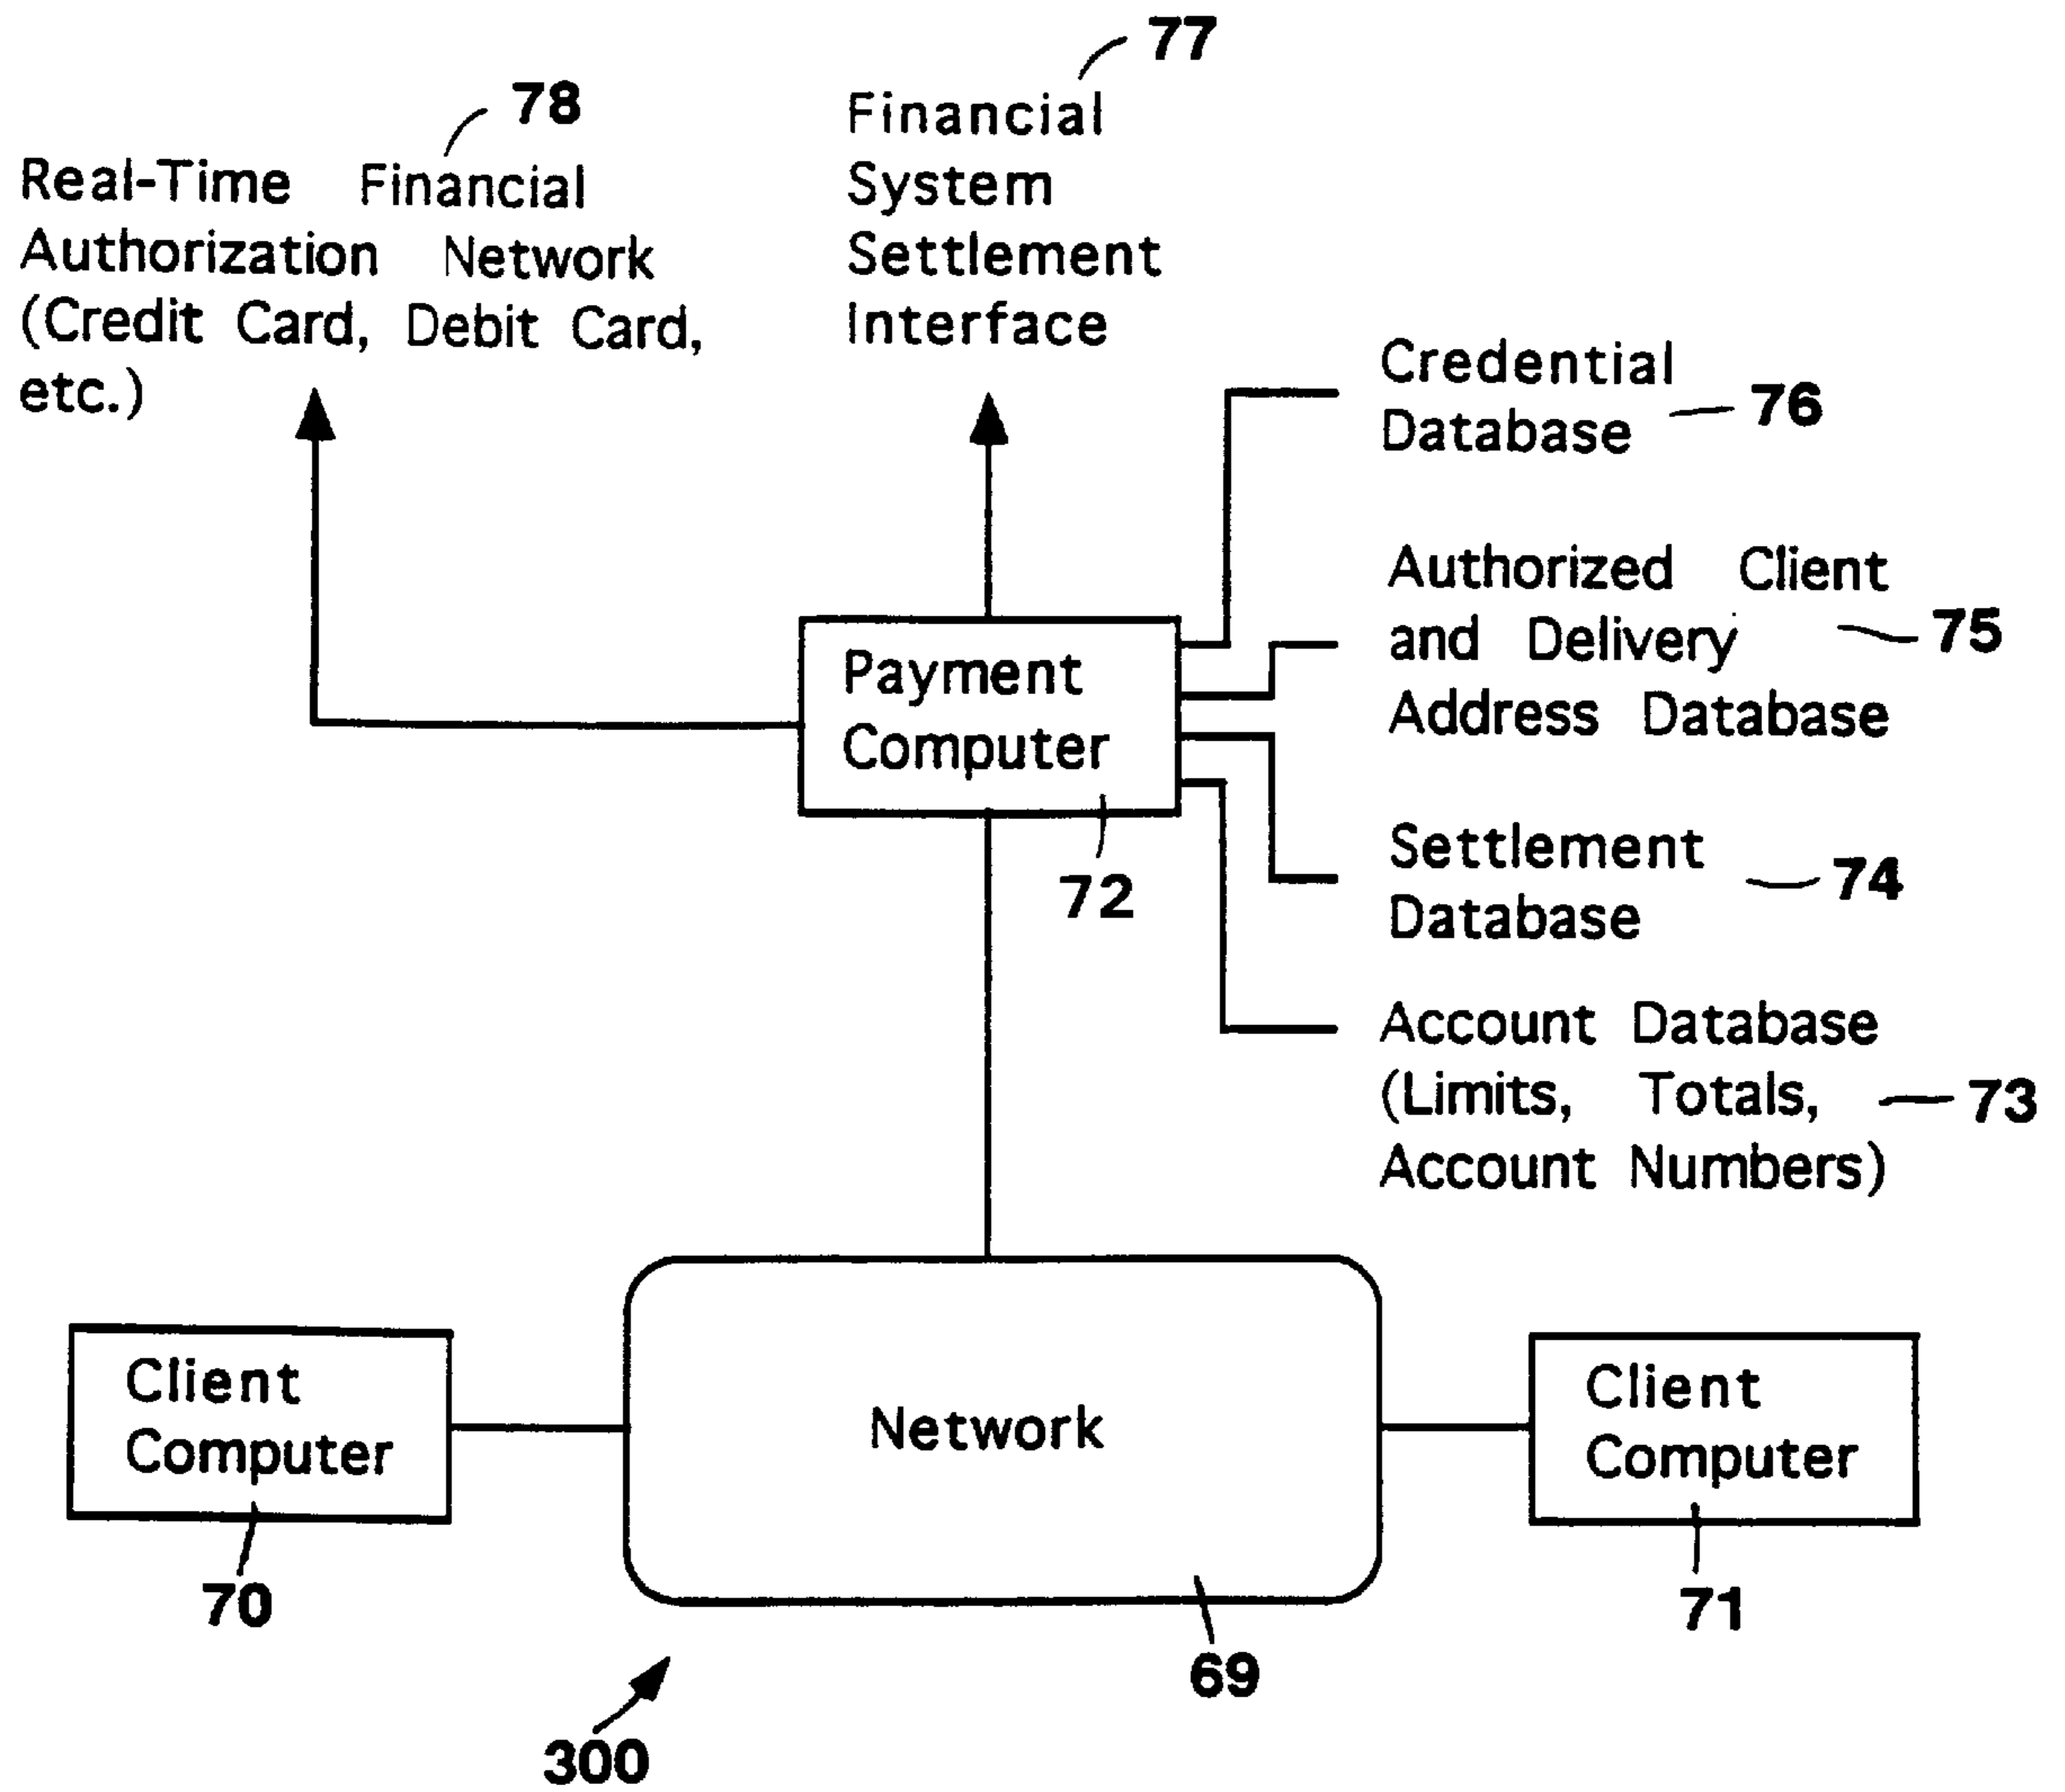 77
78
Real-Time Financial
Authorization Network
(Credit Card, Debit Card,
etc.)
Financial
System
Settlement
Interface
Credential
Database
76
Authorized Client
and Delivery
Address Database
75
Payment
Computer
72
Settlement
Database
74
Account Database
(Limits, Totals,
Account Numbers)
73
Client
Computer
70
Network
69
Client
Computer
71
300